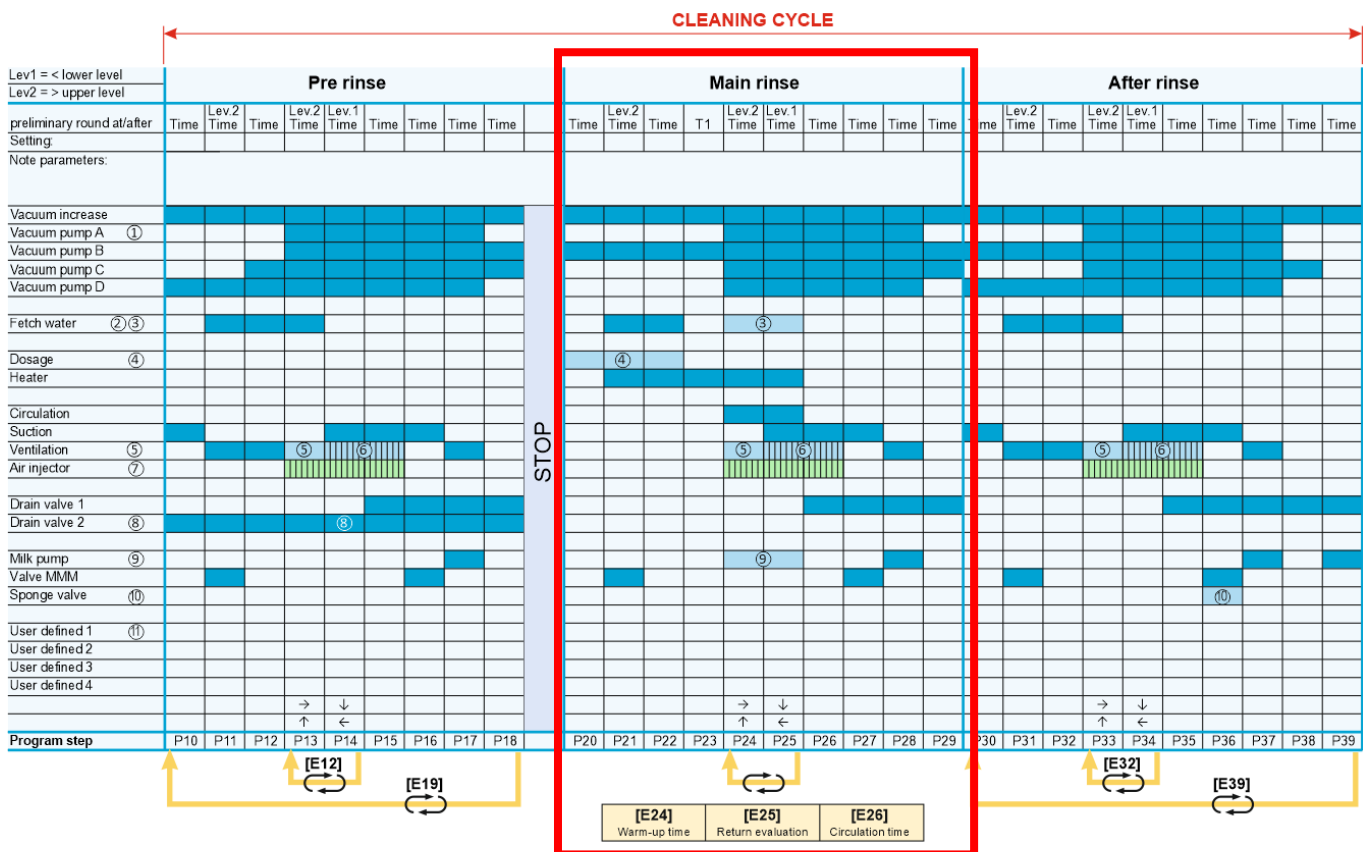 CLEANING CYCLE
Lev1 = < lower level
Lev2 = > upper level
Pre rinse Main rinse After rinse
preliminary round at/after Time Lev.2 Time Time Lev.2 Time Lev.1 Time Time Time Time Time Time Lev.2 Time Time T1 Lev.2 Time Lev.1 Time Time Time Time Time Time Lev.2 Time Time Lev.2 Time Lev.1 Time Time Time Time Time Time
Setting:
Note parameters:
Vacuum increase
Vacuum pump A ①
Vacuum pump B
Vacuum pump C
Vacuum pump D
Fetch water ②③ ③
Dosage ④ ④
Heater
Circulation
Suction
Ventilation ⑤ ⑤ ⑥ ⑤ ⑥ ⑤ ⑥
Air injector ⑦
STOP
Drain valve 1
Drain valve 2 ⑧ ⑧
Milk pump ⑨ ⑨
Valve MMM
Sponge valve ⑩ ⑩
User defined 1 ⑪
User defined 2
User defined 3
User defined 4
→ ↓ → ↓ → ↓
↑ ← ↑ ← ↑ ←
Program step P10 P11 P12 P13 P14 P15 P16 P17 P18 P20 P21 P22 P23 P24 P25 P26 P27 P28 P29 P30 P31 P32 P33 P34 P35 P36 P37 P38 P39
[E12] [E32]
[E19] [E39]
[E24] [E25] [E26]
Warm-up time Return evaluation Circulation time